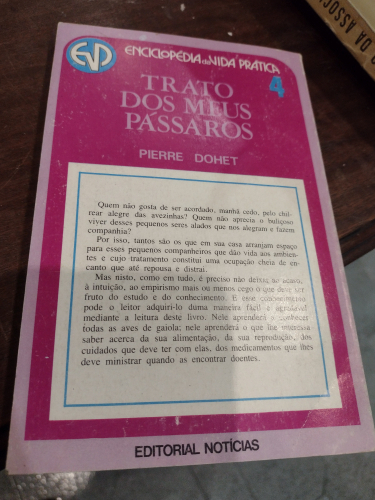 EVP
ENCICLOPÉDIA da VIDA PRÁTICA
4
TRATO
DOS MEUS
PÁSSAROS
PIERRE DOHET
Quem não gosta de ser acordado, manhã cedo, pelo chil-
rear alegre das avezinhas? Quem não aprecia o buliçoso
viver desses pequenos seres alados que nos alegram e fazem
companhia?
Por isso, tantos são os que em sua casa arranjam espaço
para esses pequenos companheiros que dão vida aos ambien-
tes e cujo tratamento constitui uma ocupação cheia de en-
canto que até repousa e distrai.
Mas nisto, como em tudo, é preciso não deixar ao acaso,
à intuição, ao empirismo mais ou menos cego o que deve ser
fruto do estudo e do conhecimento. E esse conhecimento
pode o leitor adquiri-lo duma maneira fácil e agradável
mediante a leitura deste livro. Nele aprenderá a conhecer
todas as aves de gaiola; nele aprenderá o que lhe interessa
saber acerca da sua alimentação, da sua reprodução, dos
cuidados que deve ter com elas, dos medicamentos que lhes
deve ministrar quando as encontrar doentes.
EDITORIAL NOTÍCIAS
DA ASSOC